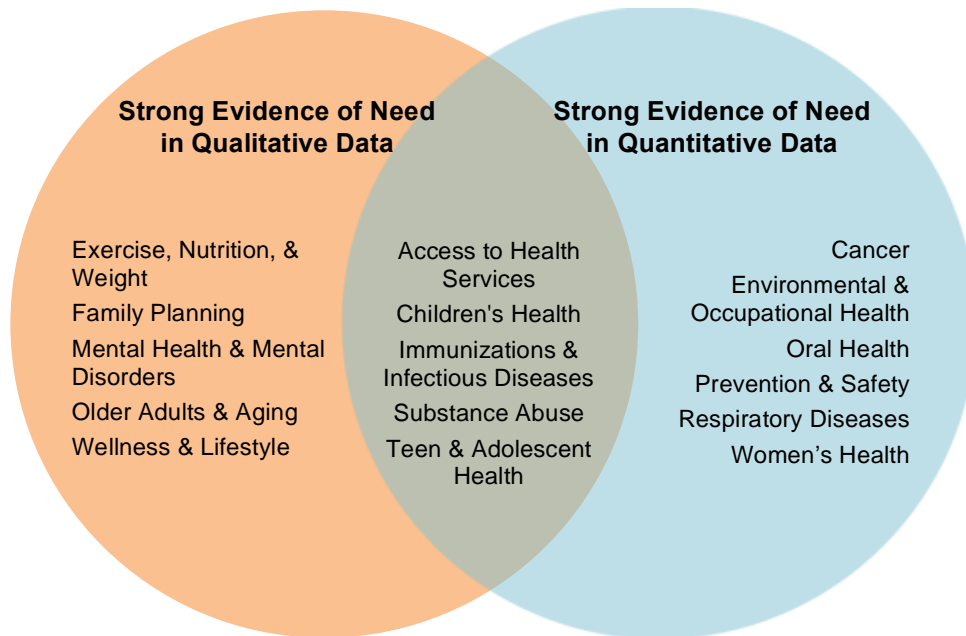 Strong Evidence of Need
in Qualitative Data
Strong Evidence of Need
in Quantitative Data
Exercise, Nutrition, &
Weight
Family Planning
Mental Health & Mental
Disorders
Older Adults & Aging
Wellness & Lifestyle
Access to Health
Services
Children's Health
Immunizations &
Infectious Diseases
Substance Abuse
Teen & Adolescent
Health
Cancer
Environmental &
Occupational Health
Oral Health
Prevention & Safety
Respiratory Diseases
Women’s Health